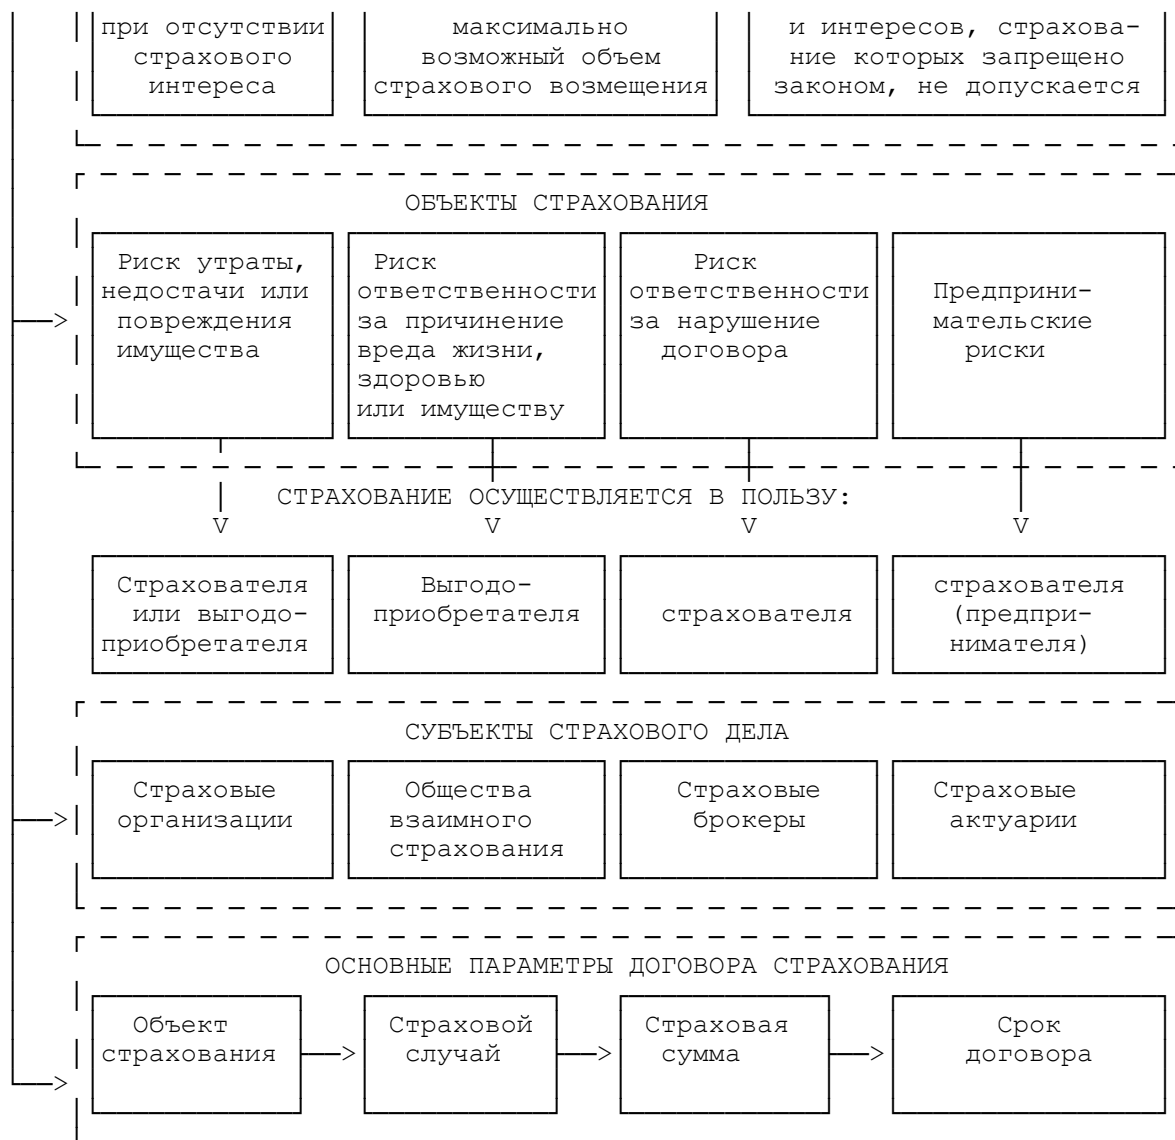 при отсутствии максимально и интересов, страхова-
страхового возможный объем ние которых запрещено
интереса страхового возмещения законом, не допускается
ОБЪЕКТЫ СТРАХОВАНИЯ
Риск утраты, Риск Риск
недостачи или ответственности ответственности Предприни-
повреждения за причинение за нарушение мательские
имущества вреда жизни, договора риски
здоровью
или имуществу
СТРАХОВАНИЕ ОСУЩЕСТВЛЯЕТСЯ В ПОЛЬЗУ:
Страхователя Выгодо- страхователя
или выгодо- приобретателя страхователя (предпри-
приобретателя нимателя)
СУБЪЕКТЫ СТРАХОВОГО ДЕЛА
Страховые Общества Страховые Страховые
организации взаимного брокеры актуарии
страхования
ОСНОВНЫЕ ПАРАМЕТРЫ ДОГОВОРА СТРАХОВАНИЯ
Объект Страховой Страховая Срок
страхования случай сумма договора